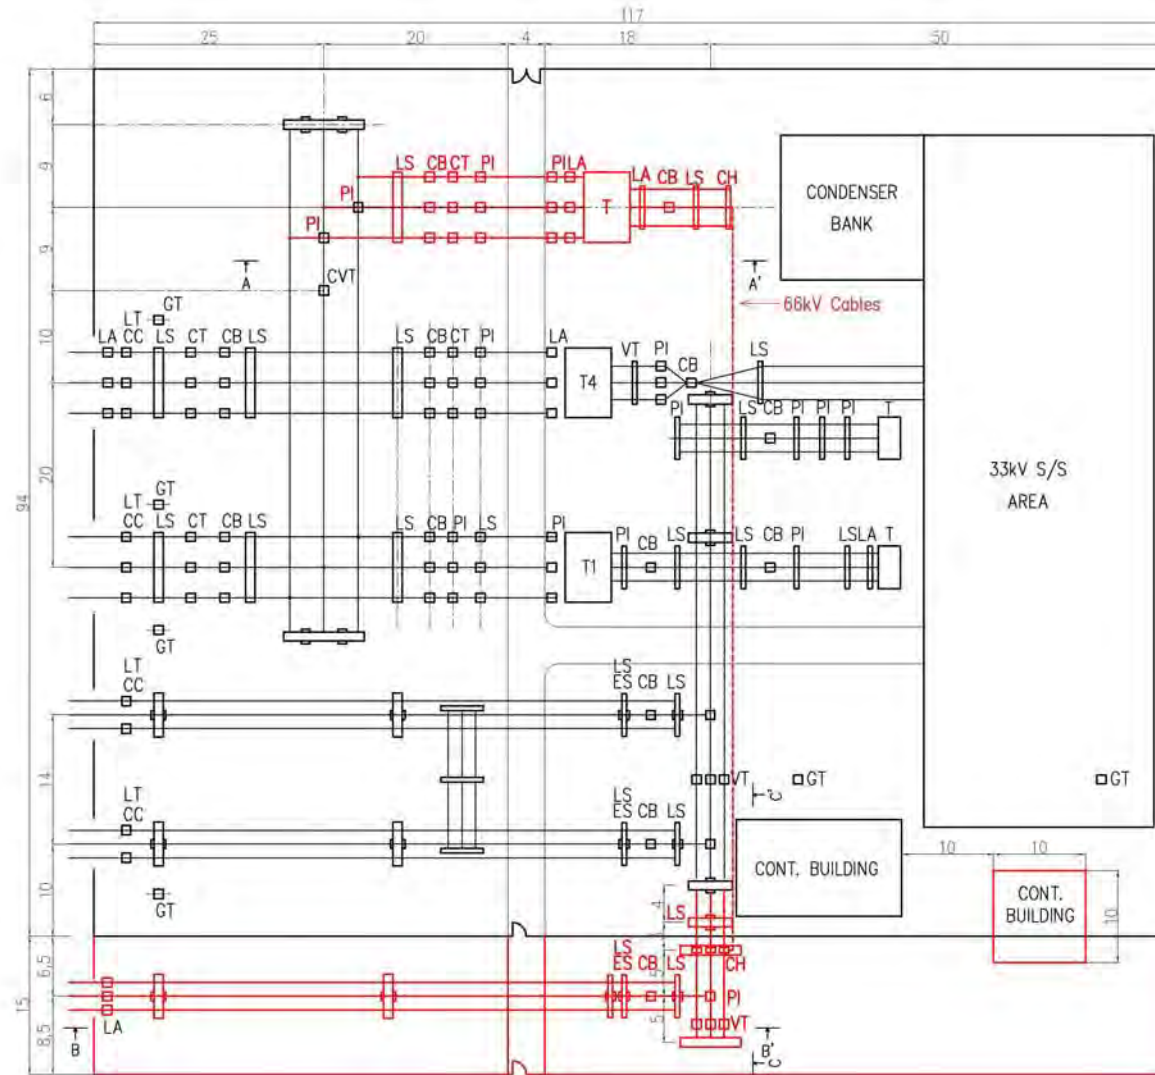 117
25 20 4 18 50
6
LS CB CT PI PI LA
LA CB LS CH
9
PI
T
CONDENSER
BANK
PI
9
A A'
CVT
66kV Cables
GT
LT
10
LA CC LS CT CB LS LS CB CT PI LA
VT PI CB LS
T4
PI LS CB PI PI PI T
33kV S/S
AREA
20
94
GT
LT
CC LS CT CB LS LS CB PI LS PI
PI CB LS LS CB PI LS LA T
T1
GT
LT
CC
LS
ES CB LS
14
VT GT GT
C'
LT
CC
LS
ES CB LS
CONT. BUILDING
10 10
10
GT
4
LS
CONT.
BUILDING
10
6,5
LS
ES CB LS CH
5
15
PI
8,5
LA
5
VT
B B'
C